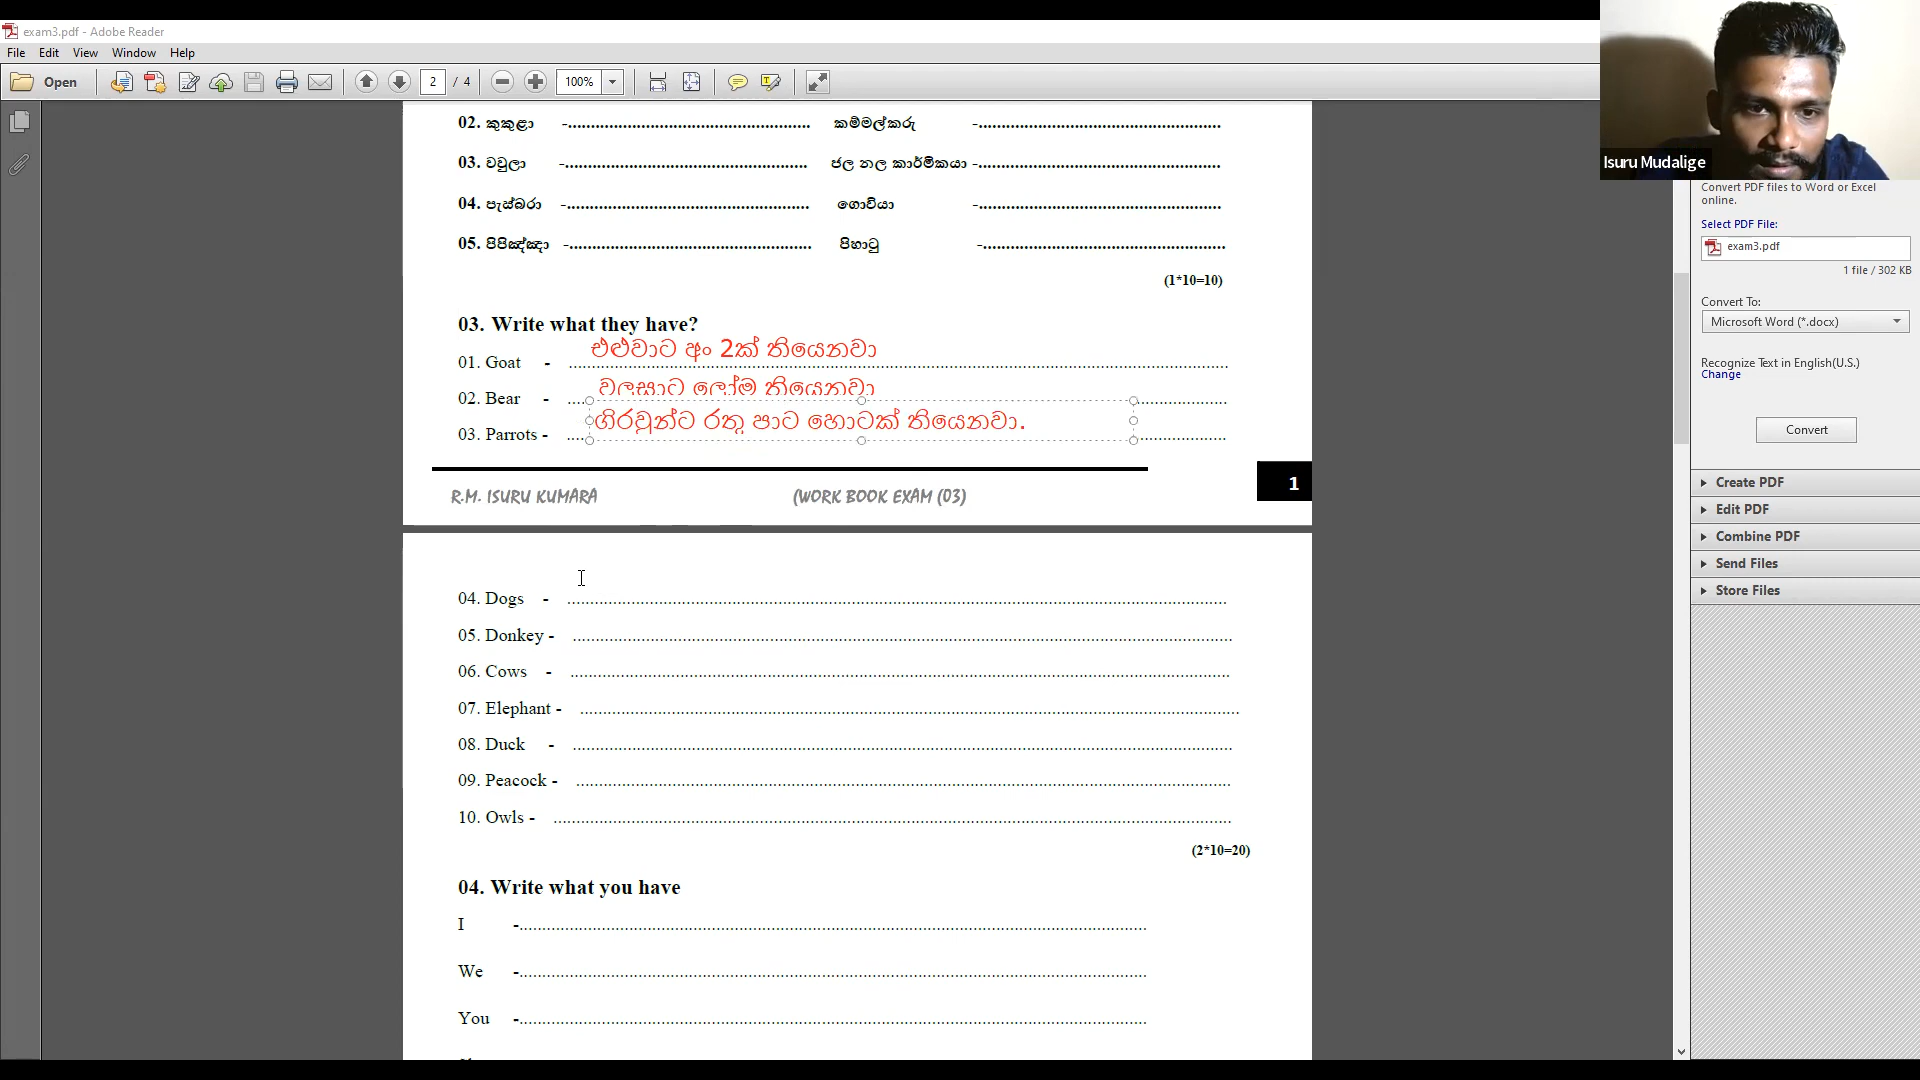 exam3.pdf - Adobe Reader
File Edit View Window Help
Open 2 / 4 100%
02. කුකුළා -.................................................... කම්මල්කරු -....................................................
03. වවුලා -.................................................... ජල නල කාර්මිකයා -....................................................
04. පැස්බරා -.................................................... ගොවියා -....................................................
05. පිපිඤ්ඤා -.................................................... පිහාටු -....................................................
(1*10=10)
03. Write what they have?
එළුවාට අං 2ක් තියෙනවා
01. Goat - ....................................................
වලසාට ලෝම තියෙනවා
02. Bear - ....................................................
ගිරවුන්ට රතු පාට හොටක් තියෙනවා.
03. Parrots - ....................................................
R.M. ISURU KUMARA (WORK BOOK EXAM (03) 1
04. Dogs - ....................................................
05. Donkey - ....................................................
06. Cows - ....................................................
07. Elephant - ....................................................
08. Duck - ....................................................
09. Peacock - ....................................................
10. Owls - ....................................................
(2*10=20)
04. Write what you have
I -....................................................
We -....................................................
You -....................................................
Isuru Mudalige
Convert PDF files to Word or Excel
online.
Select PDF File:
exam3.pdf
1 file / 302 KB
Convert To:
Microsoft Word (*.docx)
Recognize Text in English(U.S.)
Change
Convert
Create PDF
Edit PDF
Combine PDF
Send Files
Store Files